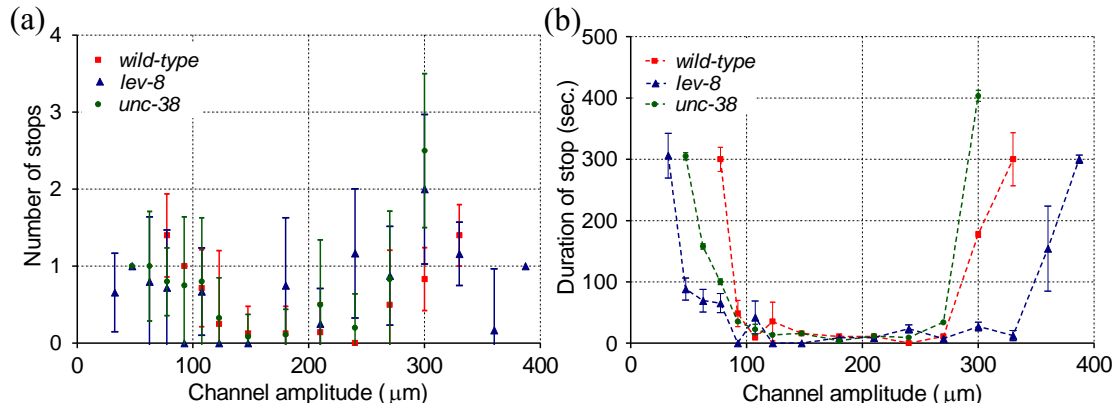 (a)
Number of stops
4
3
2
1
0
wild-type
lev-8
unc-38
0 100 200 300 400
Channel amplitude ( μm)
(b)
Duration of stop (sec.)
500
400
300
200
100
0
wild-type
lev-8
unc-38
0 100 200 300 400
Channel amplitude ( μm)